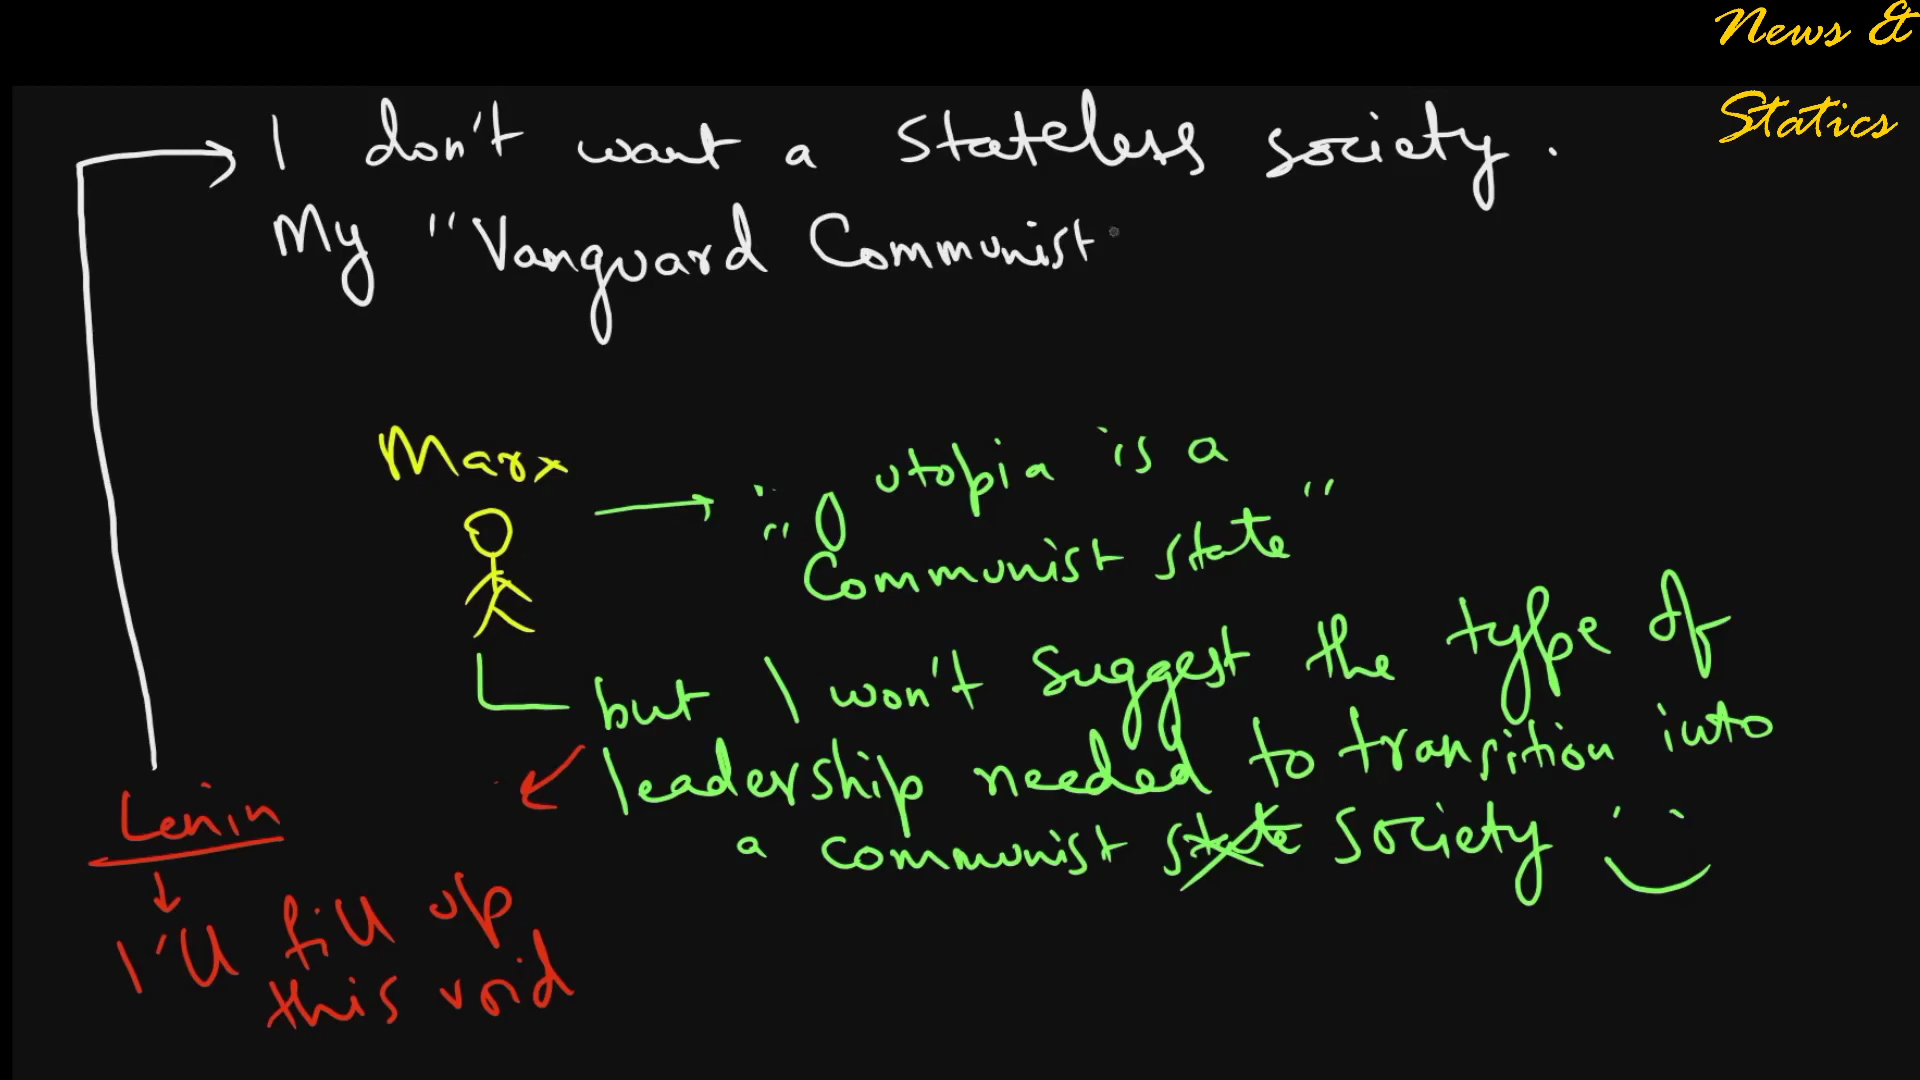 News &
Statics
I don't want a stateless society.
My "Vanguard Communist
Marx
utopia is a
Communist state"
but I won't suggest the type of
leadership needed to transition into
a communist state society
Lenin
I'll fill up
this void